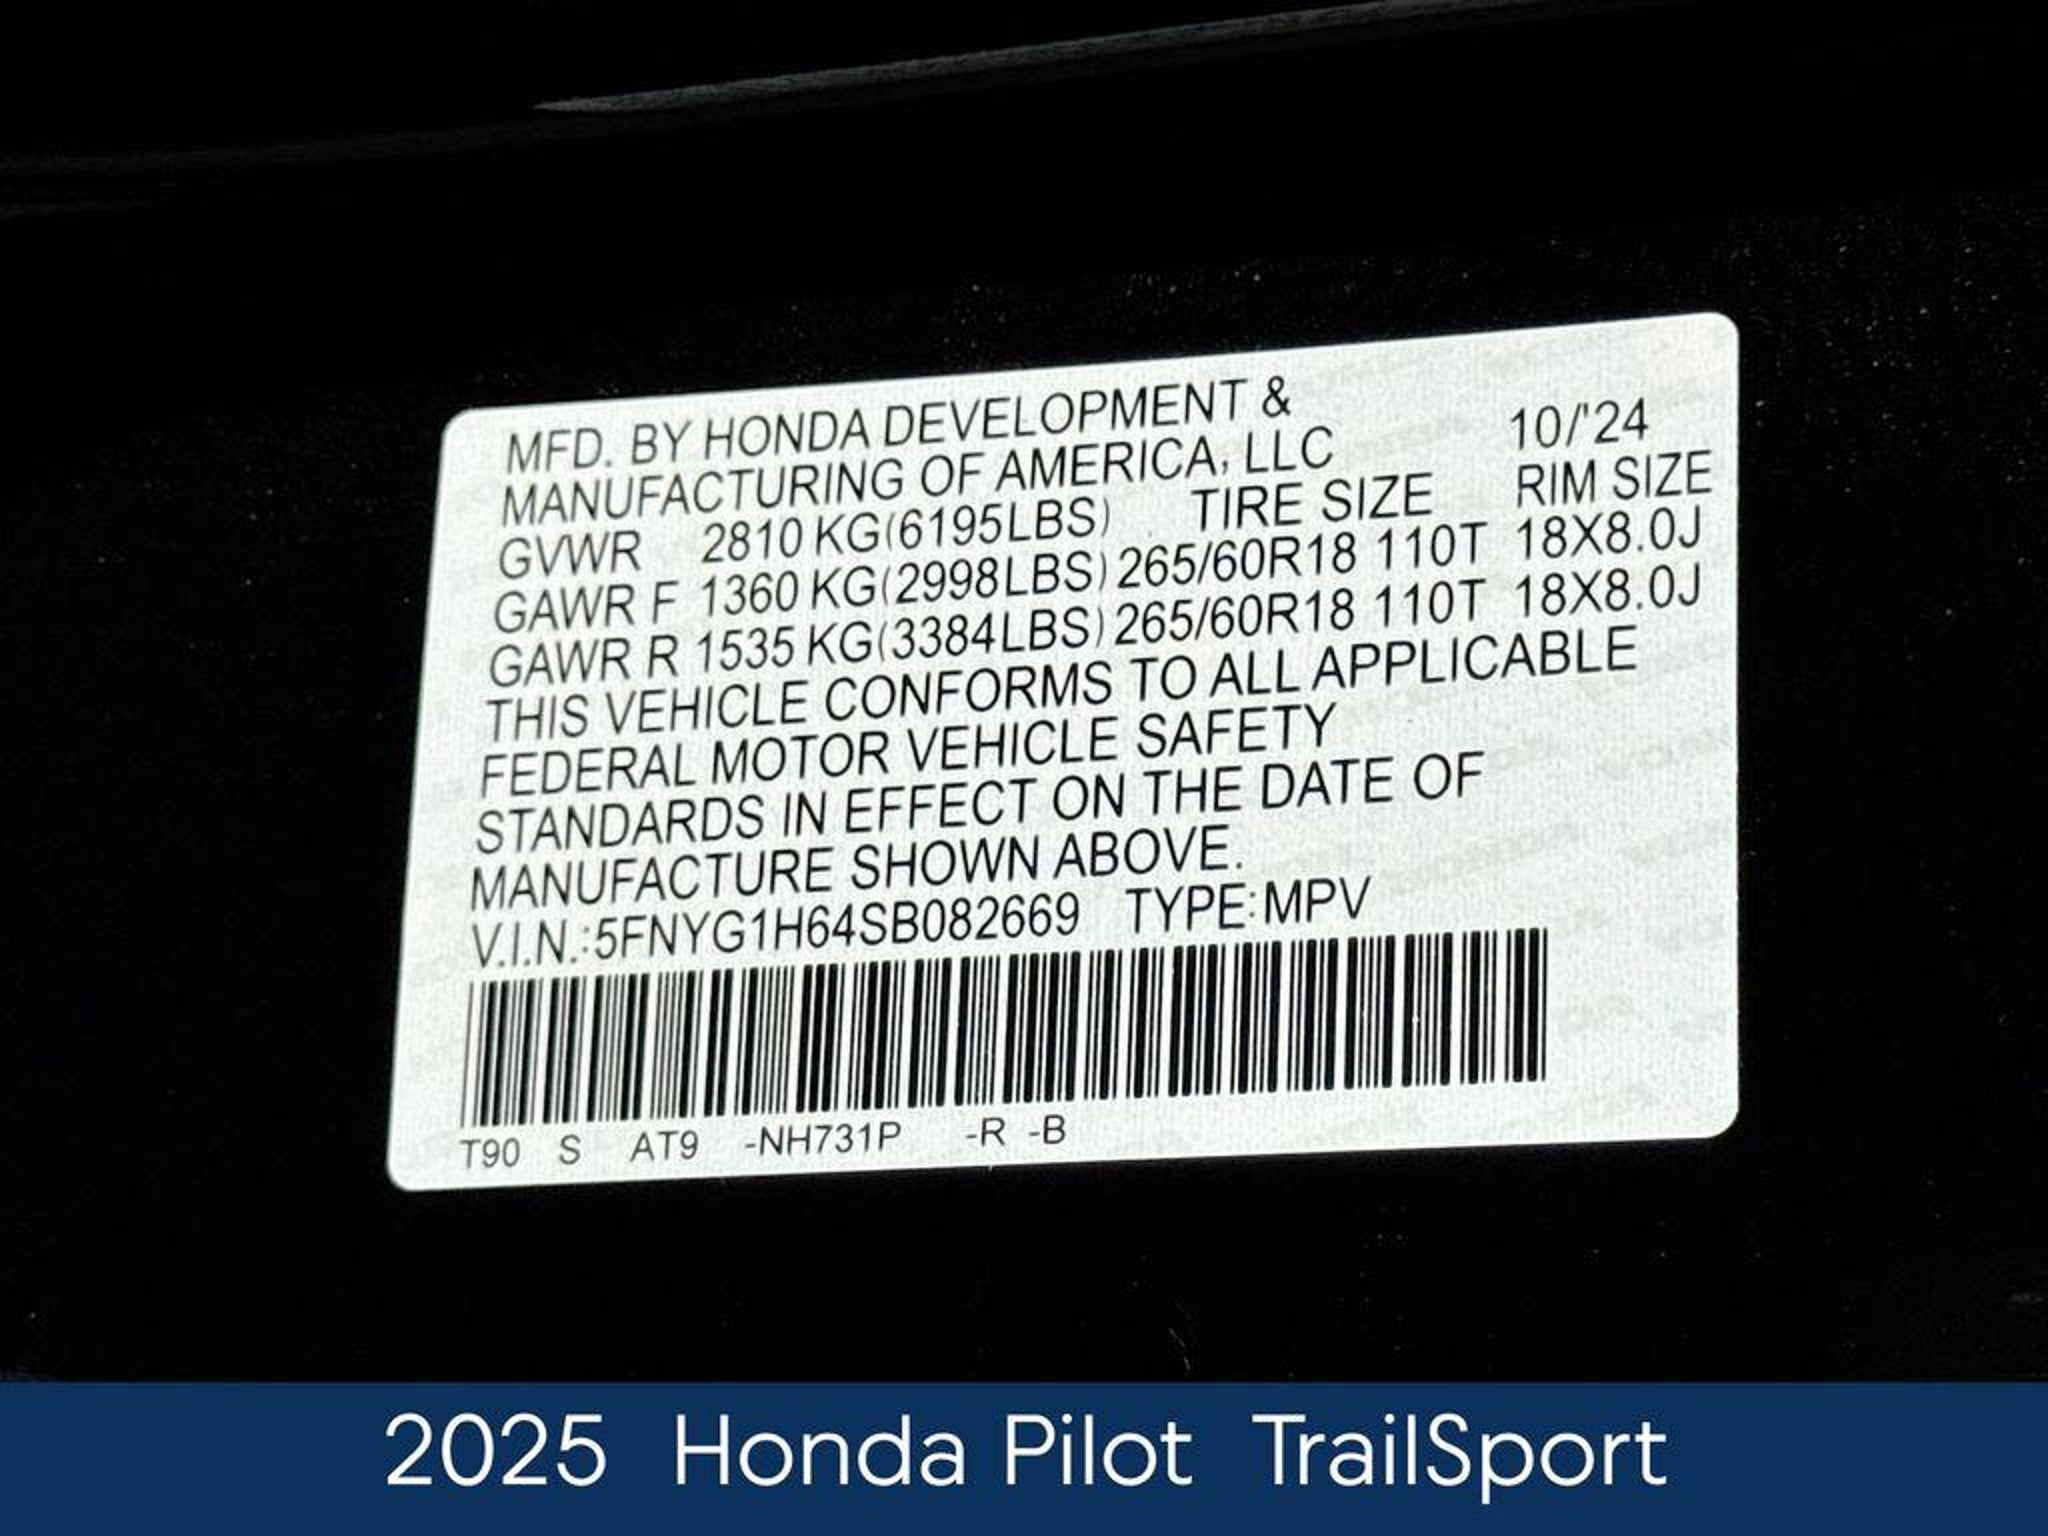 MFD. BY HONDA DEVELOPMENT &
MANUFACTURING OF AMERICA, LLC 10/'24
GVWR 2810 KG(6195LBS) TIRE SIZE RIM SIZE
GAWR F 1360 KG(2998LBS) 265/60R18 110T 18X8.0J
GAWR R 1535 KG(3384LBS) 265/60R18 110T 18X8.0J
THIS VEHICLE CONFORMS TO ALL APPLICABLE
FEDERAL MOTOR VEHICLE SAFETY
STANDARDS IN EFFECT ON THE DATE OF
MANUFACTURE SHOWN ABOVE.
V.I.N.:5FNYG1H64SB082669 TYPE:MPV
T90 S AT9 -NH731P -R -B
2025 Honda Pilot TrailSport